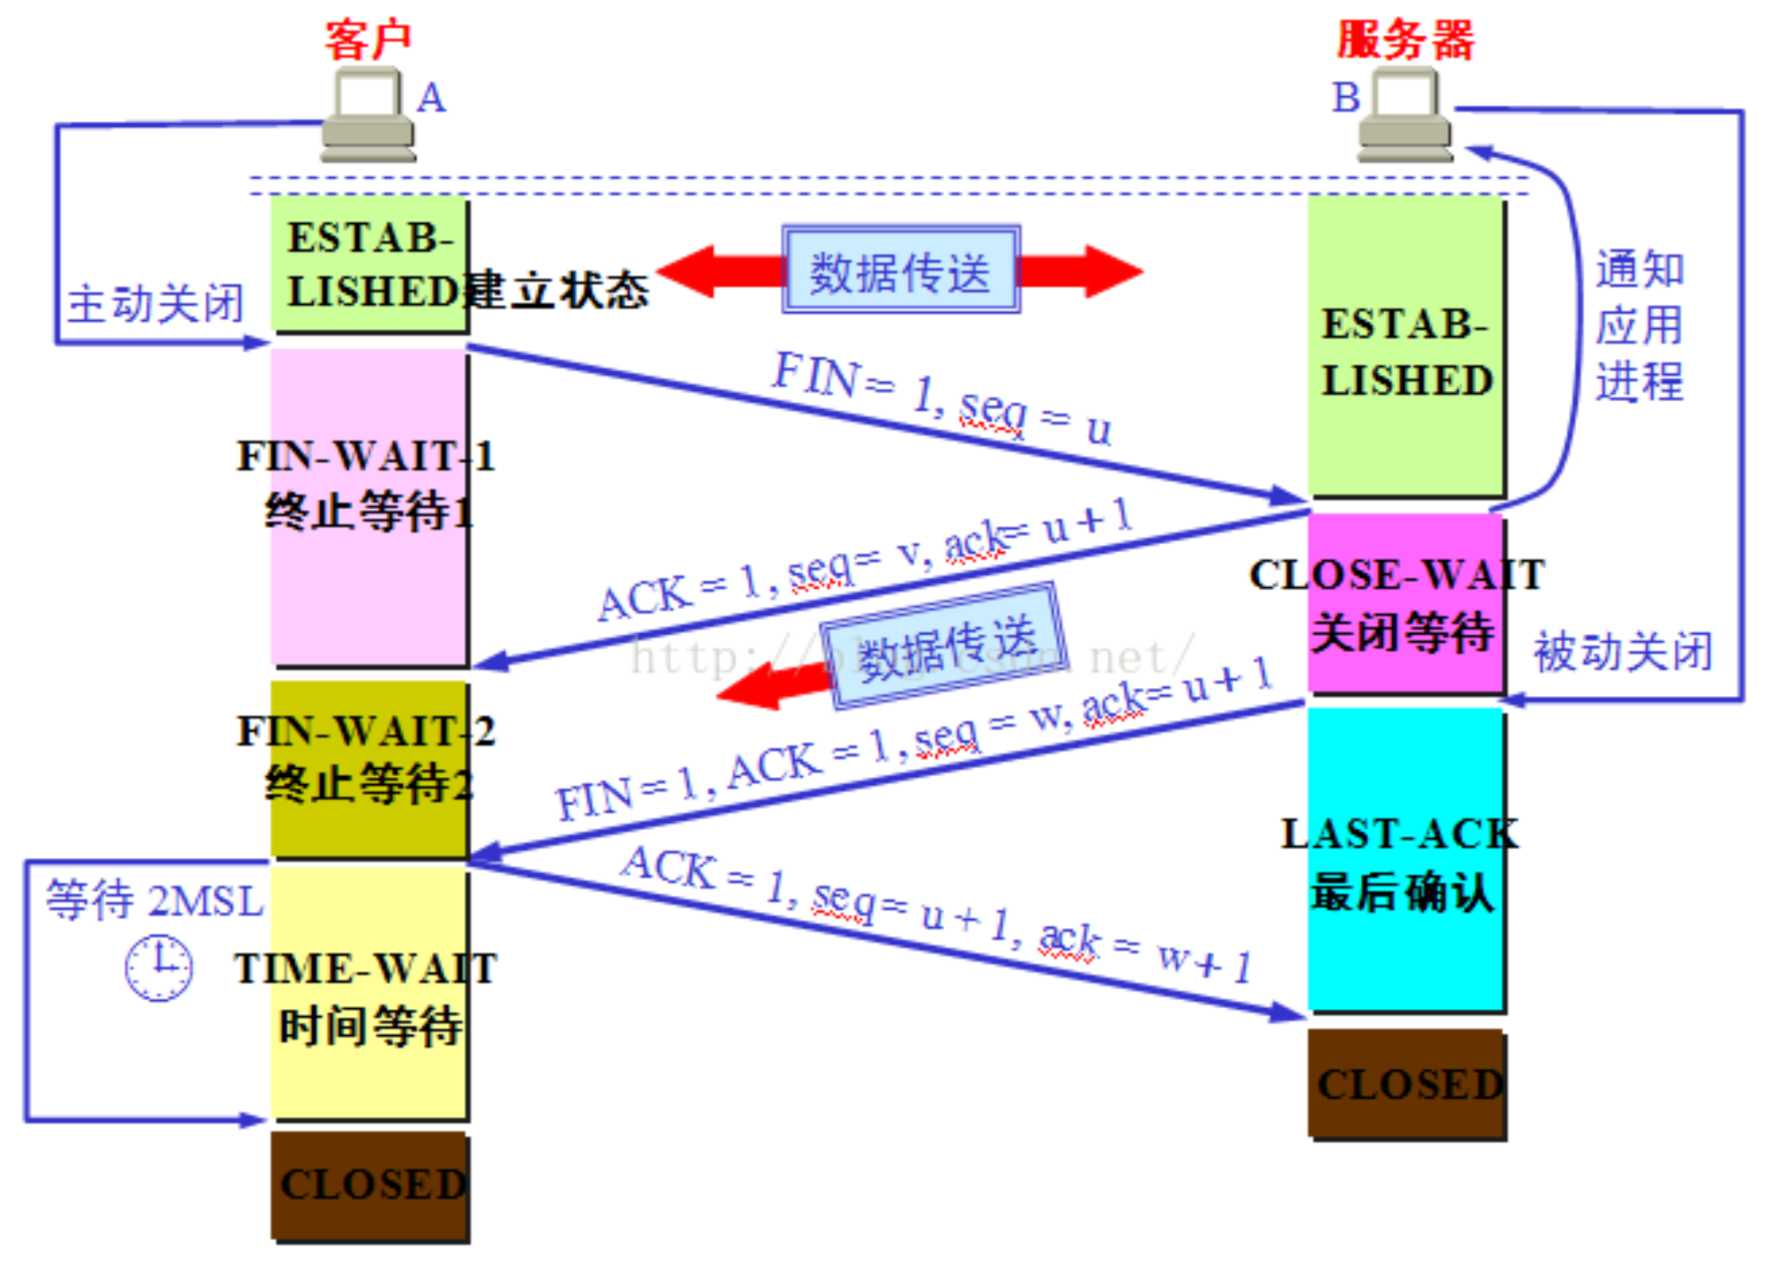 客户
服务器
A
B
ESTAB-
LISHED建立状态
数据传送
主动关闭
ESTAB-
LISHED
通知
应用
进程
FIN = 1, seq = u
FIN-WAIT-1
终止等待1
ACK = 1, seq= v, ack= u + 1
CLOSE-WAIT
关闭等待
数据传送
被动关闭
http://blog.csdn.net/
FIN-WAIT-2
终止等待2
FIN = 1, ACK = 1, seq = w, ack= u + 1
LAST-ACK
最后确认
ACK = 1, seq= u + 1, ack = w+ 1
等待 2MSL
TIME-WAIT
时间等待
CLOSED
CLOSED